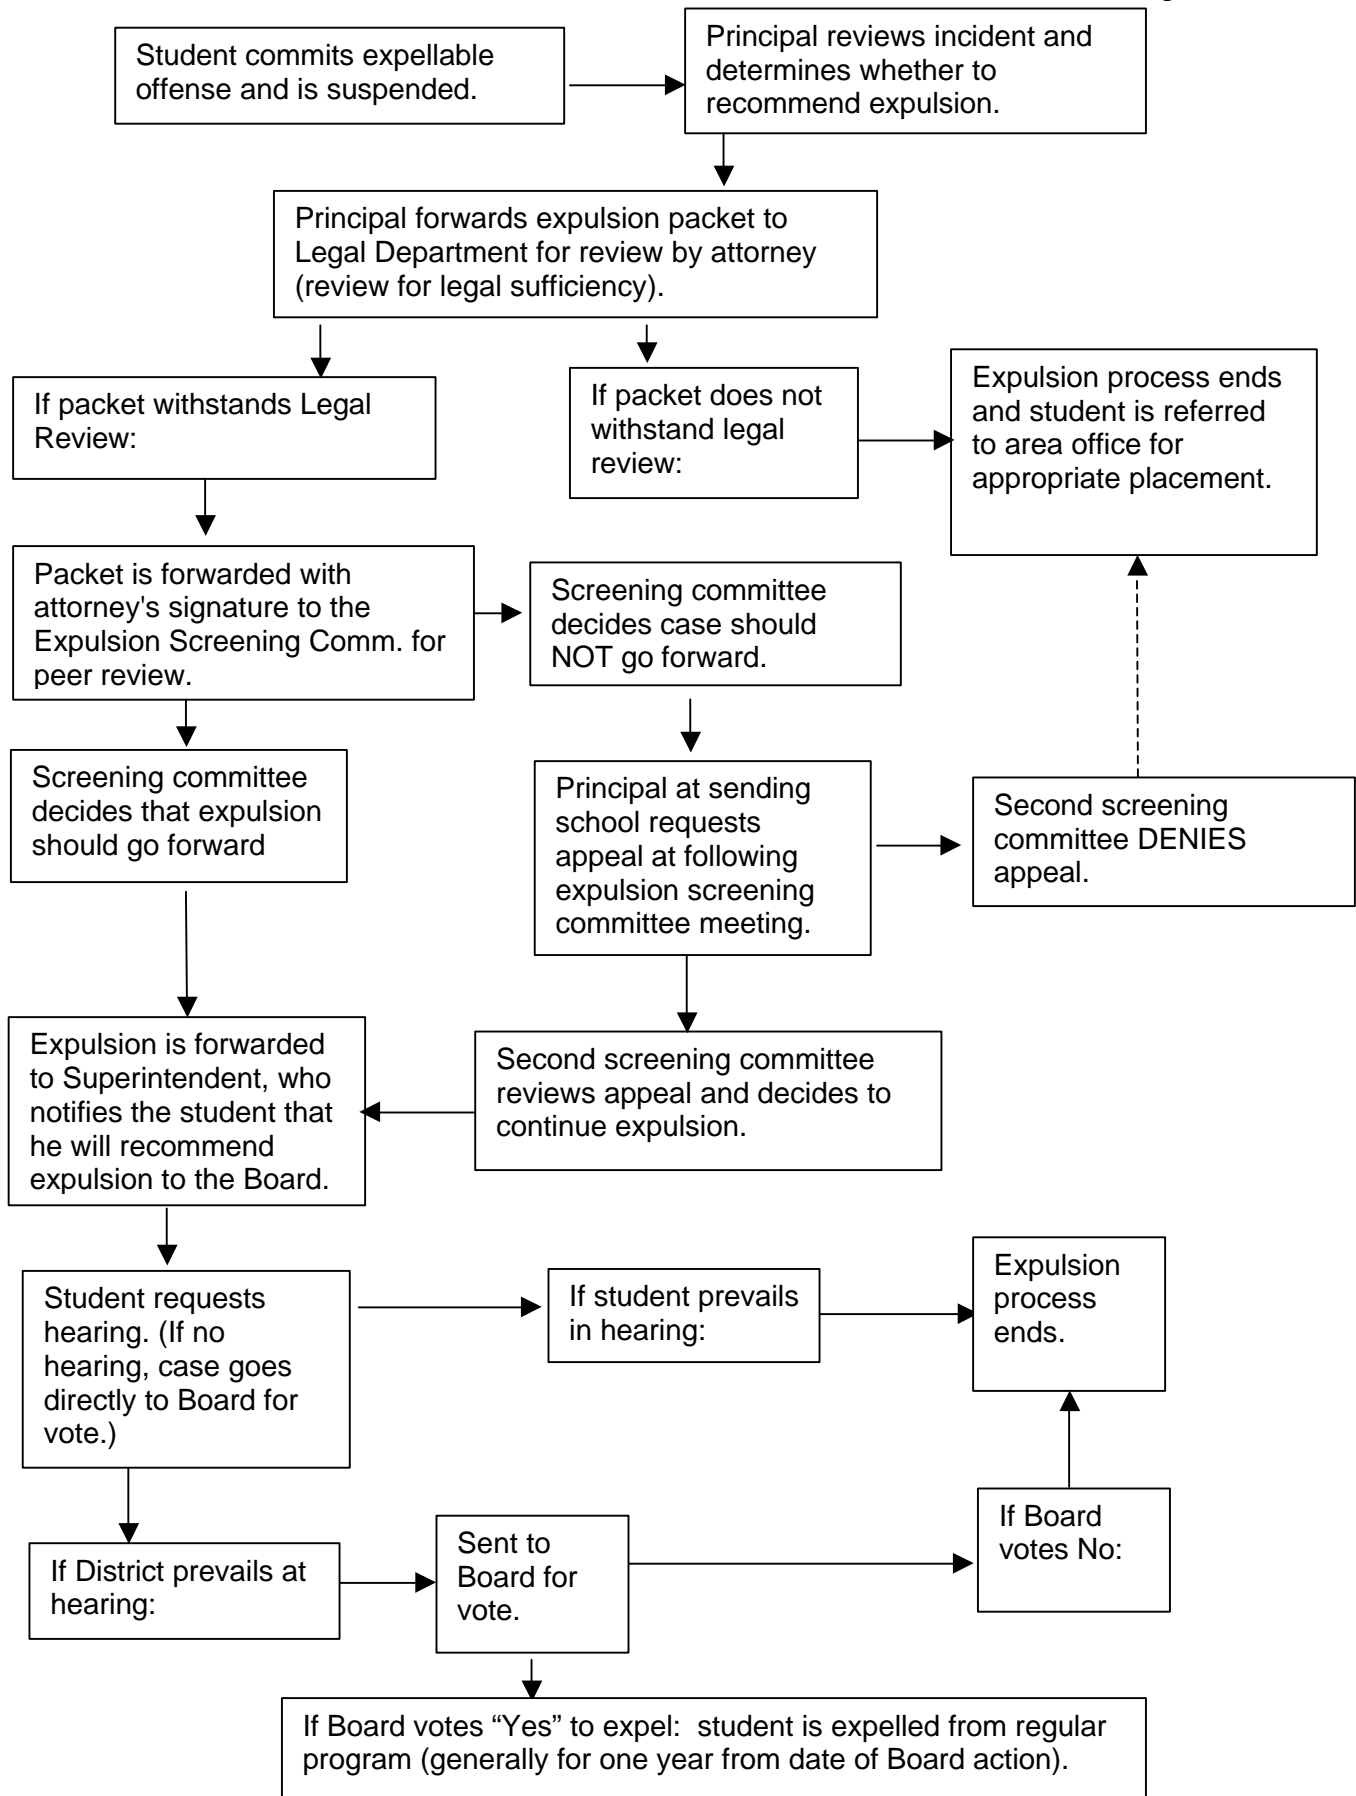 Student commits expellable
offense and is suspended.
Principal reviews incident and
determines whether to
recommend expulsion.
Principal forwards expulsion packet to
Legal Department for review by attorney
(review for legal sufficiency).
If packet withstands Legal
Review:
If packet does not
withstand legal
review:
Expulsion process ends
and student is referred
to area office for
appropriate placement.
Packet is forwarded with
attorney's signature to the
Expulsion Screening Comm. for
peer review.
Screening committee
decides case should
NOT go forward.
Screening committee
decides that expulsion
should go forward
Principal at sending
school requests
appeal at following
expulsion screening
committee meeting.
Second screening
committee DENIES
appeal.
Expulsion is forwarded
to Superintendent, who
notifies the student that
he will recommend
expulsion to the Board.
Second screening committee
reviews appeal and decides to
continue expulsion.
Student requests
hearing. (If no
hearing, case goes
directly to Board for
vote.)
If student prevails
in hearing:
Expulsion
process
ends.
If District prevails at
hearing:
Sent to
Board for
vote.
If Board
votes No:
If Board votes “Yes” to expel:  student is expelled from regular
program (generally for one year from date of Board action).